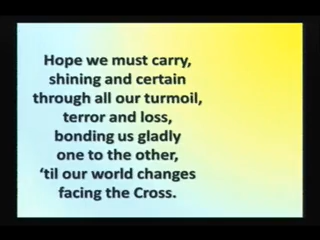 Hope we must carry,
shining and certain
through all our turmoil,
terror and loss,
bonding us gladly
one to the other,
‘til our world changes
facing the Cross.